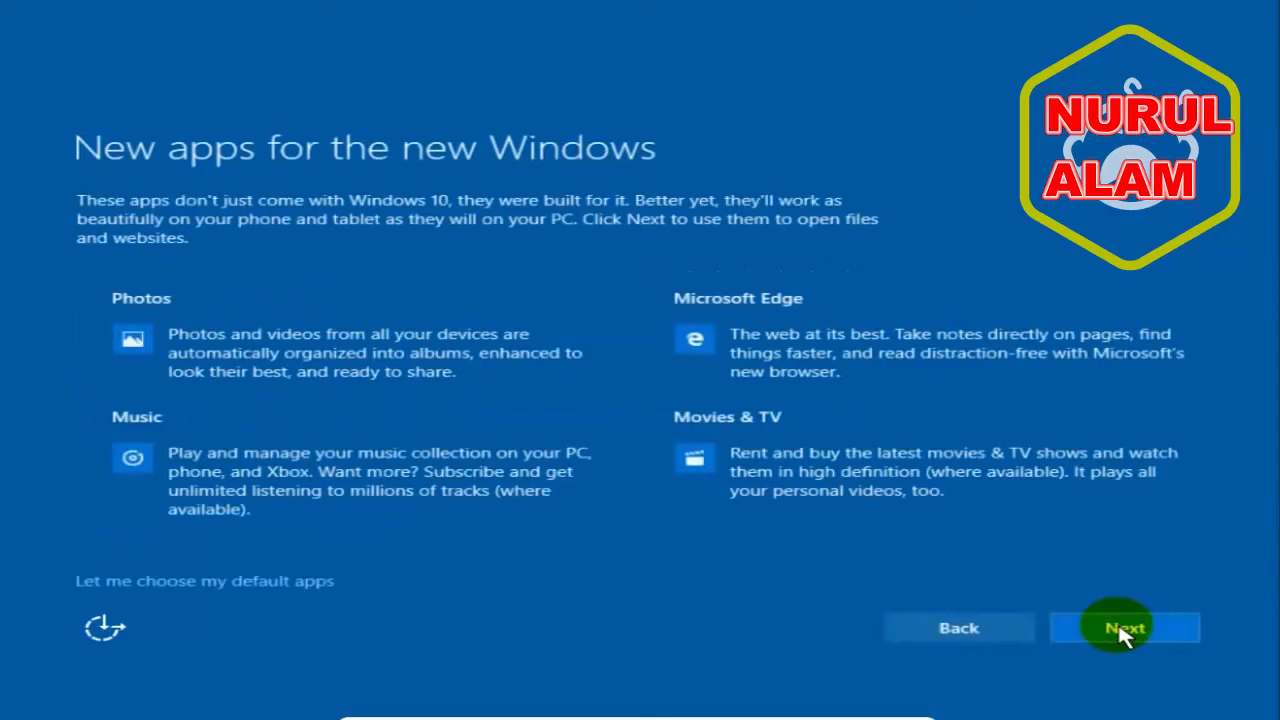 NURUL
ALAM
New apps for the new Windows
These apps don't just come with Windows 10, they were built for it. Better yet, they'll work as
beautifully on your phone and tablet as they will on your PC. Click Next to use them to open files
and websites.
Photos
Photos and videos from all your devices are
automatically organized into albums, enhanced to
look their best, and ready to share.
Microsoft Edge
The web at its best. Take notes directly on pages, find
things faster, and read distraction-free with Microsoft's
new browser.
Music
Play and manage your music collection on your PC,
phone, and Xbox. Want more? Subscribe and get
unlimited listening to millions of tracks (where
available).
Movies & TV
Rent and buy the latest movies & TV shows and watch
them in high definition (where available). It plays all
your personal videos, too.
Let me choose my default apps
Back
Next